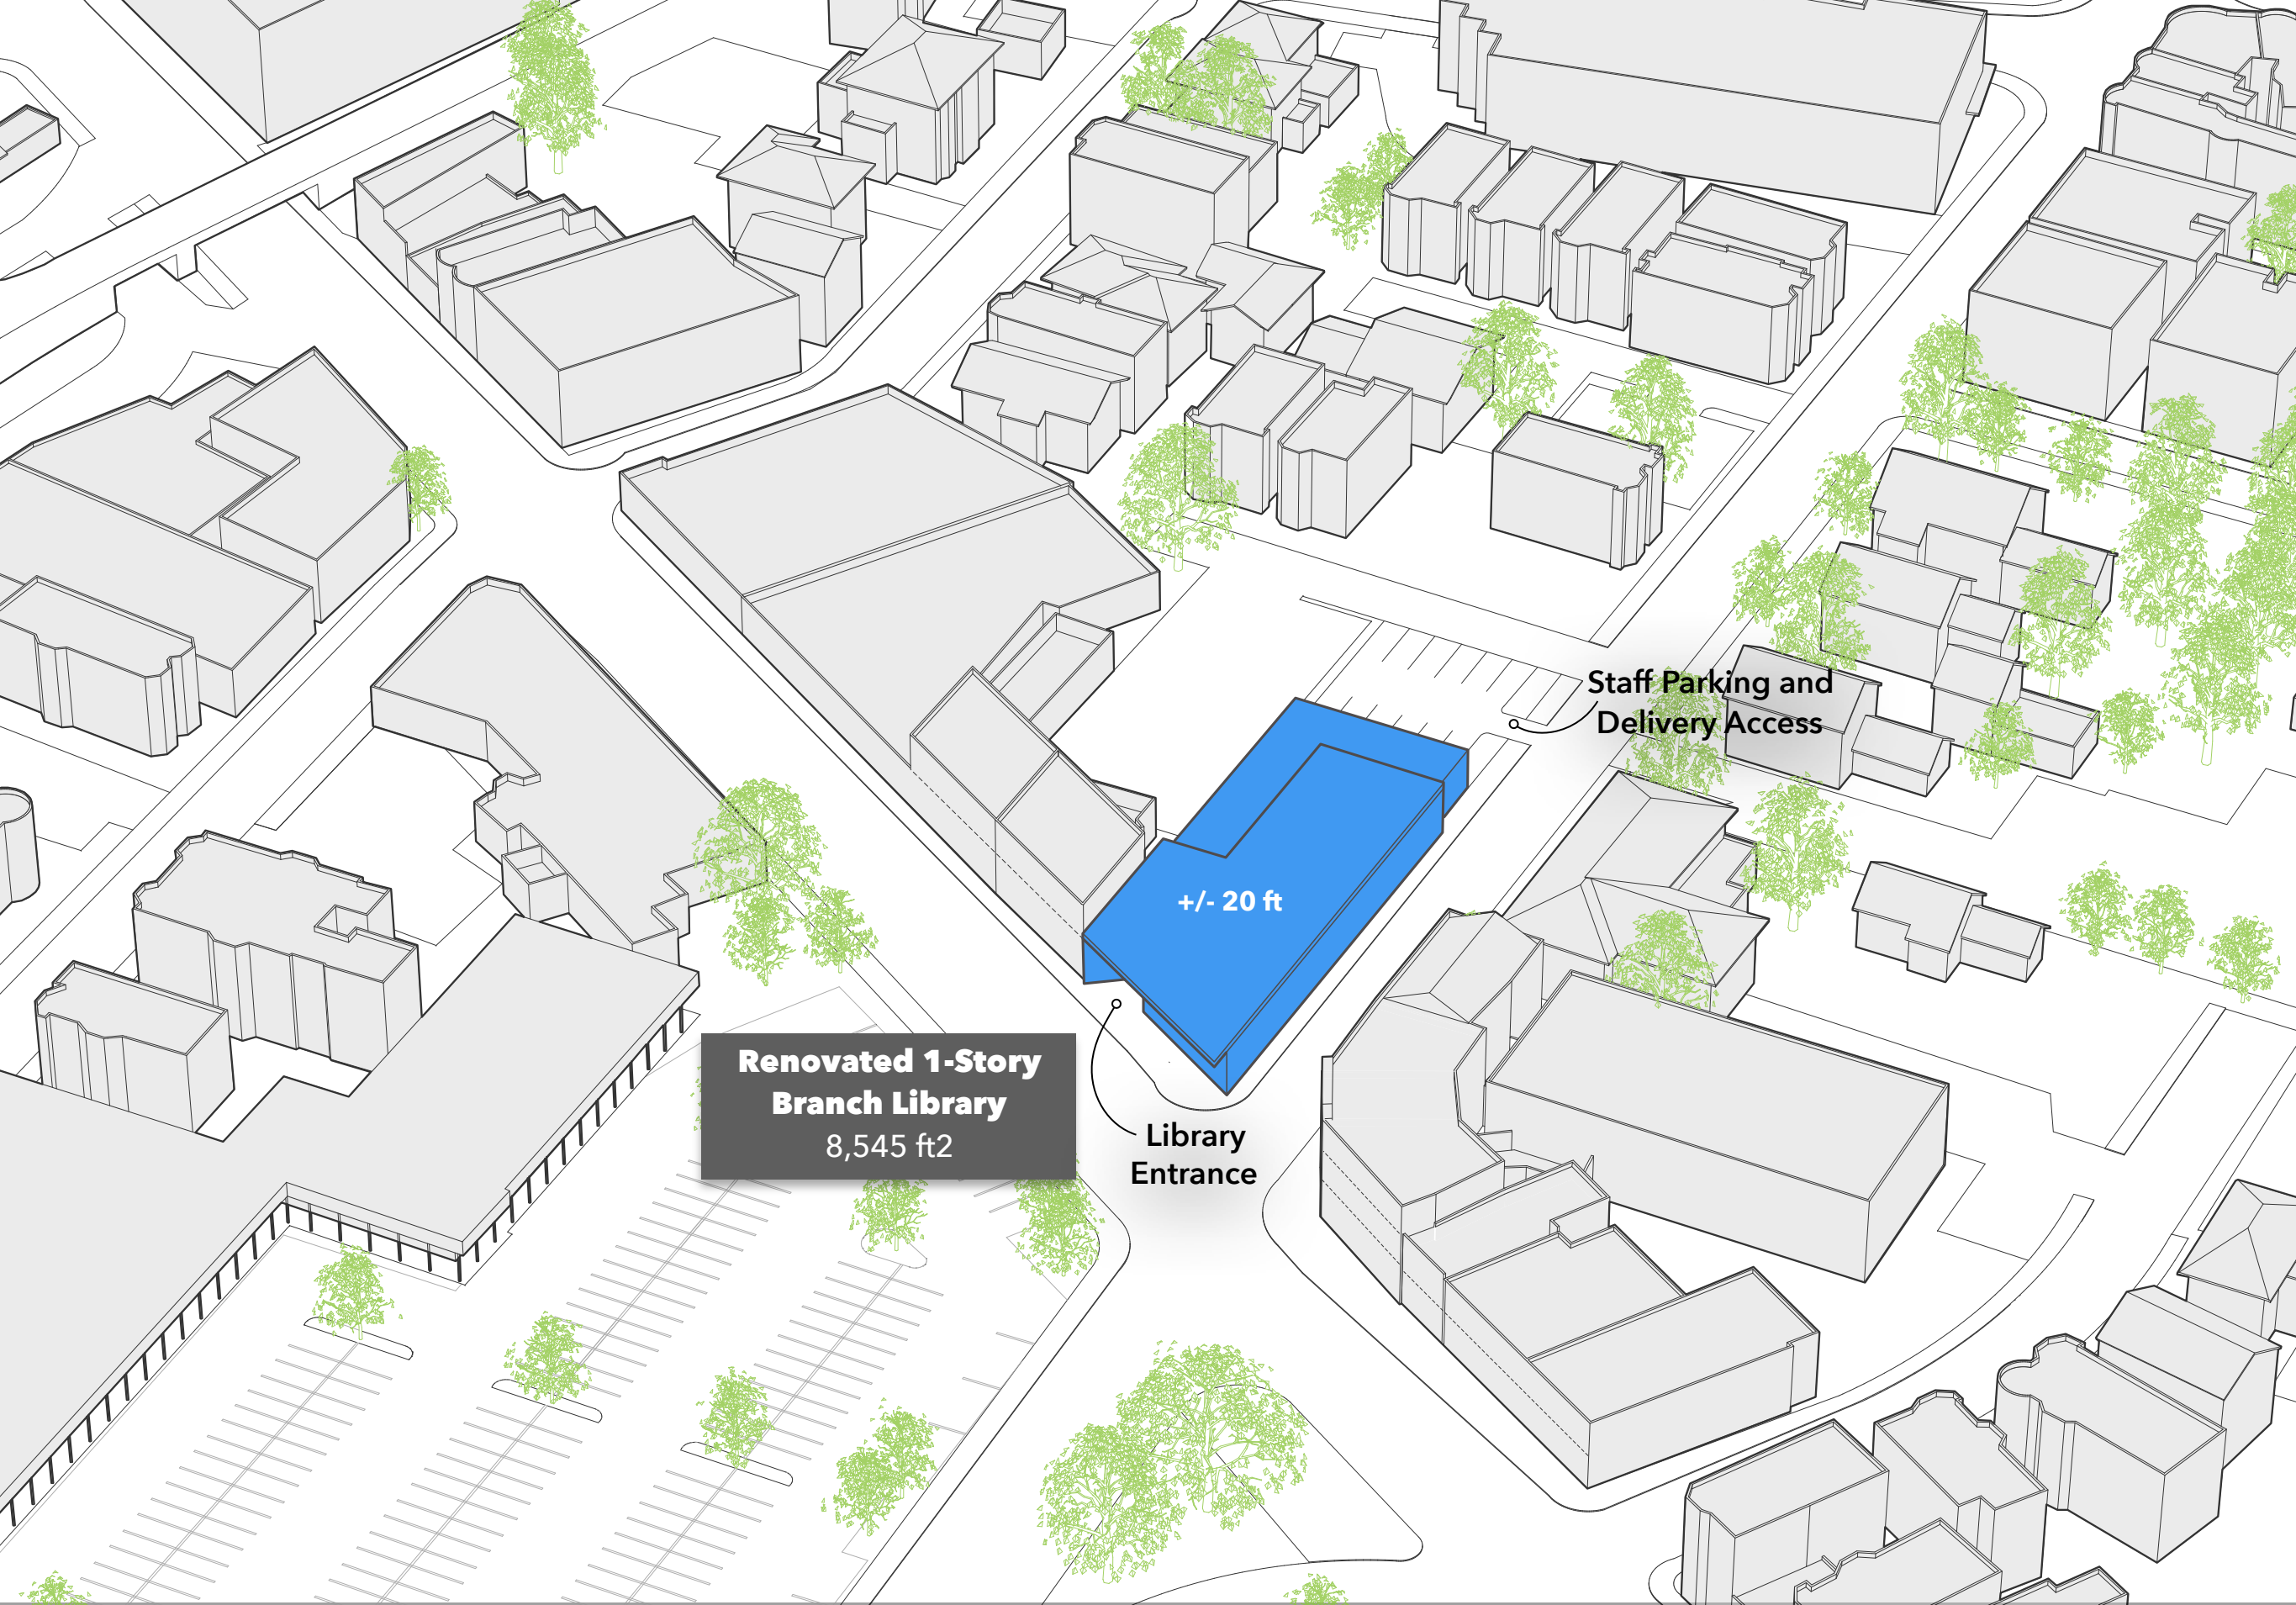 Staff Parking and
Delivery Access
+/- 20 ft
Renovated 1-Story
Branch Library
8,545 ft2
Library
Entrance